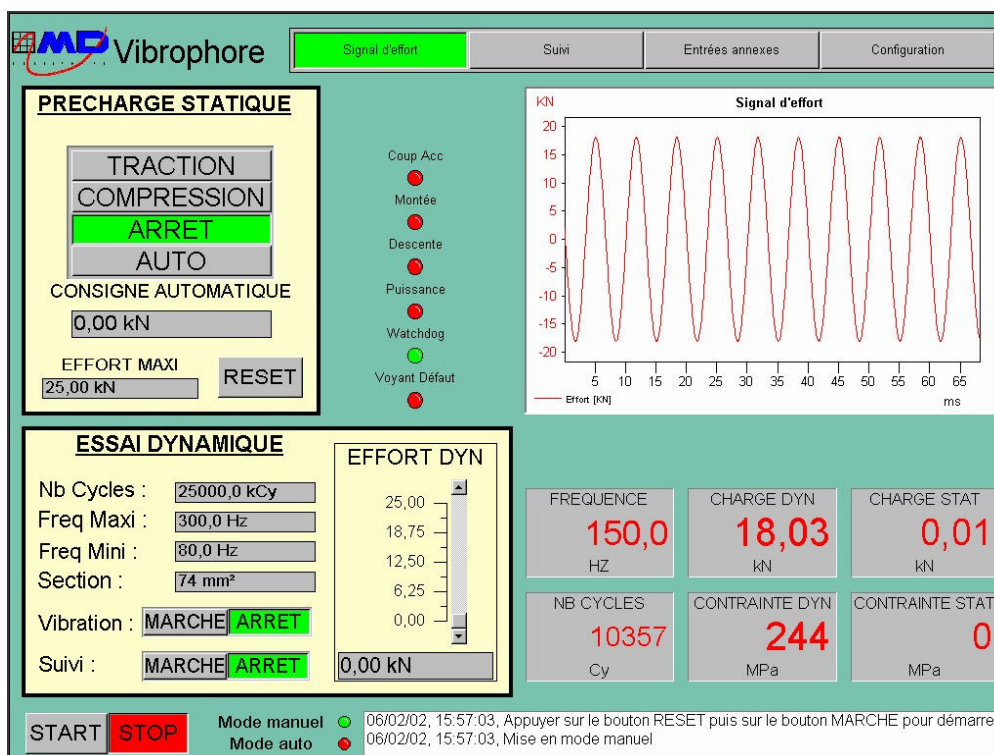 MD Vibrophore
Signal d'effort
Suivi
Entrées annexes
Configuration
PRECHARGE STATIQUE
TRACTION
COMPRESSION
ARRET
AUTO
CONSIGNE AUTOMATIQUE
0,00 kN
EFFORT MAXI
25,00 kN
RESET
Coup Acc
Montée
Descente
Puissance
Watchdog
Voyant Défaut
KN
Signal d'effort
20
15
10
5
0
-5
-10
-15
-20
5 10 15 20 25 30 35 40 45 50 55 60 65
ms
Effort [KN]
ESSAI DYNAMIQUE
Nb Cycles : 25000,0 kCy
Freq Maxi : 300,0 Hz
Freq Mini : 80,0 Hz
Section : 74 mm²
Vibration : MARCHE ARRET
Suivi : MARCHE ARRET
EFFORT DYN
25,00
18,75
12,50
6,25
0,00
0,00 kN
FREQUENCE
150,0
HZ
CHARGE DYN
18,03
kN
CHARGE STAT
0,01
kN
NB CYCLES
10357
Cy
CONTRAINTE DYN
244
MPa
CONTRAINTE STAT
0
MPa
START STOP
Mode manuel
Mode auto
06/02/02, 15:57:03, Appuyer sur le bouton RESET puis sur le bouton MARCHE pour démarre
06/02/02, 15:57:03, Mise en mode manuel